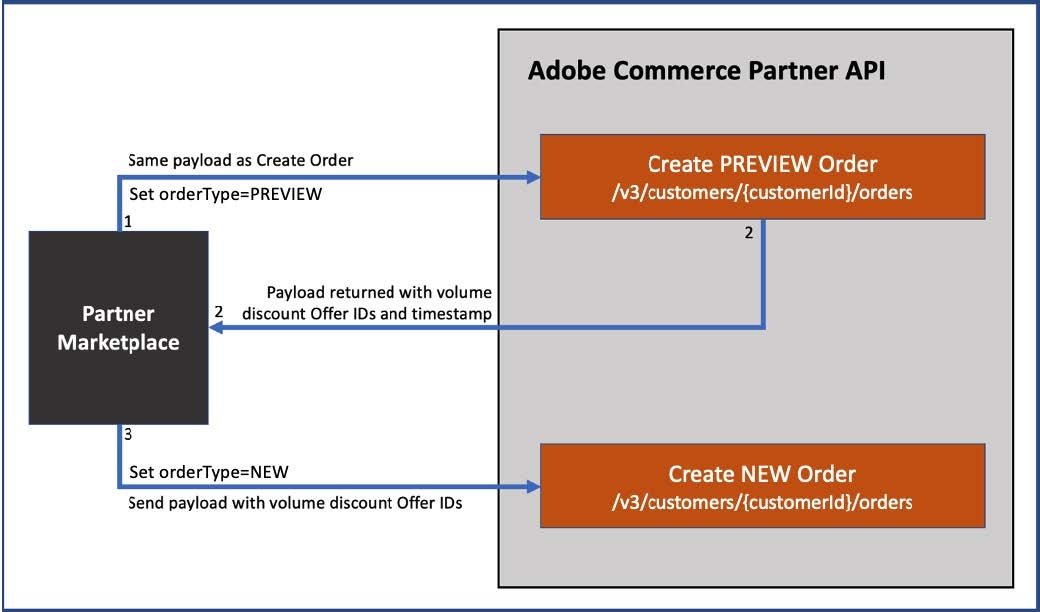 Adobe Commerce Partner API
Same payload as Create Order
Set orderType=PREVIEW
1
Create PREVIEW Order
/v3/customers/{customerId}/orders
2
Payload returned with volume
discount Offer IDs and timestamp
2
Partner
Marketplace
3
Set orderType=NEW
Send payload with volume discount Offer IDs
Create NEW Order
/v3/customers/{customerId}/orders